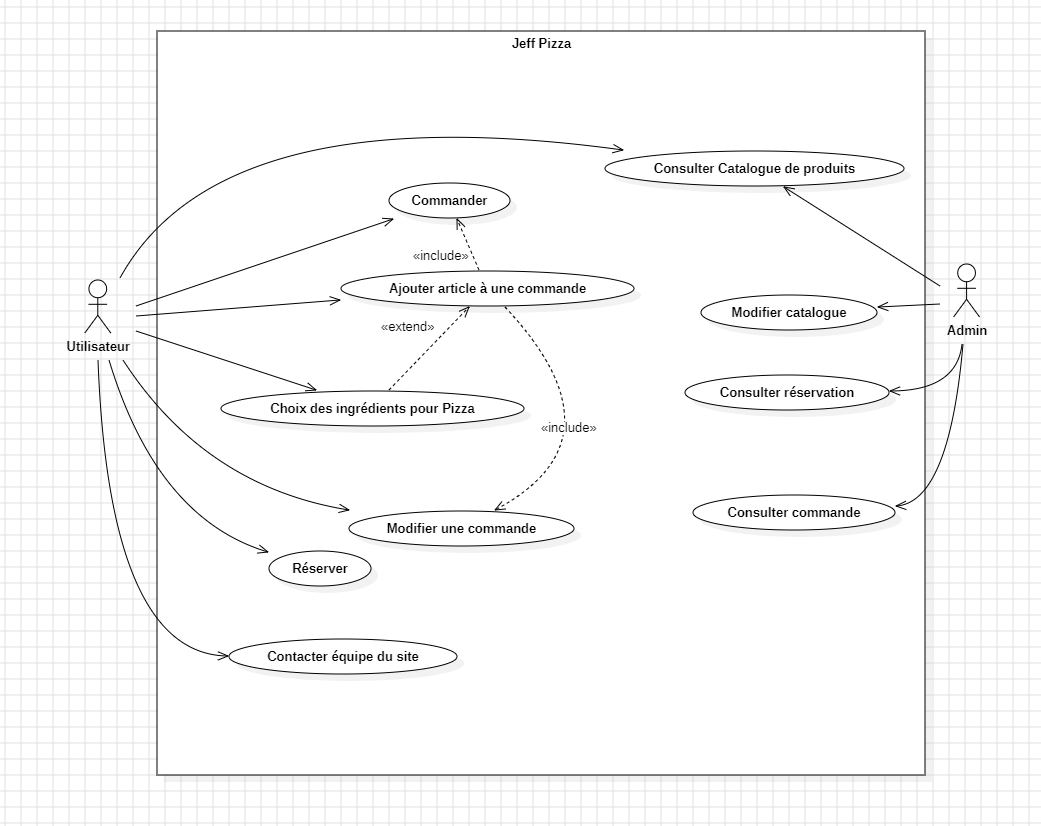 Jeff Pizza
Consulter Catalogue de produits
Commander
«include»
Ajouter article à une commande
Modifier catalogue
Utilisateur
Admin
«extend»
Consulter réservation
Choix des ingrédients pour Pizza
«include»
Consulter commande
Modifier une commande
Réserver
Contacter équipe du site